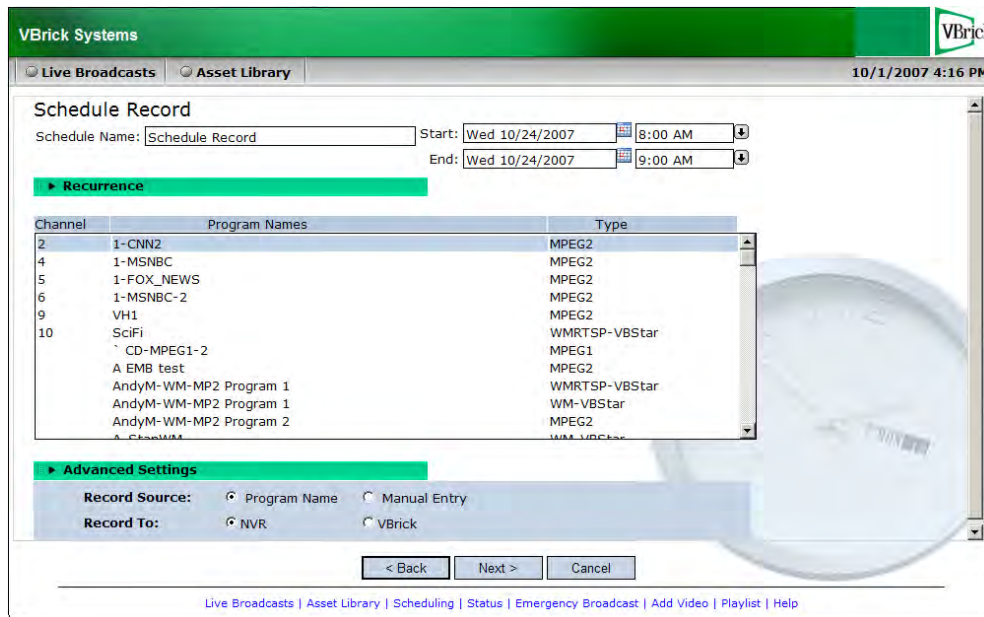 VBrick Systems
VBric
Live Broadcasts Asset Library 10/1/2007 4:16 PM
Schedule Record
Schedule Name: Schedule Record Start: Wed 10/24/2007 8:00 AM
End: Wed 10/24/2007 9:00 AM
Recurrence
Channel Program Names Type
2 1-CNN2 MPEG2
4 1-MSNBC MPEG2
5 1-FOX_NEWS MPEG2
6 1-MSNBC-2 MPEG2
9 VH1 MPEG2
10 SciFi WMRTSP-VBStar
` CD-MPEG1-2 MPEG1
A EMB test MPEG2
AndyM-WM-MP2 Program 1 WMRTSP-VBStar
AndyM-WM-MP2 Program 1 WM-VBStar
AndyM-WM-MP2 Program 2 MPEG2
A-StanWM WM-VBStar
Advanced Settings
Record Source: Program Name Manual Entry
Record To: NVR VBrick
< Back Next > Cancel
Live Broadcasts | Asset Library | Scheduling | Status | Emergency Broadcast | Add Video | Playlist | Help